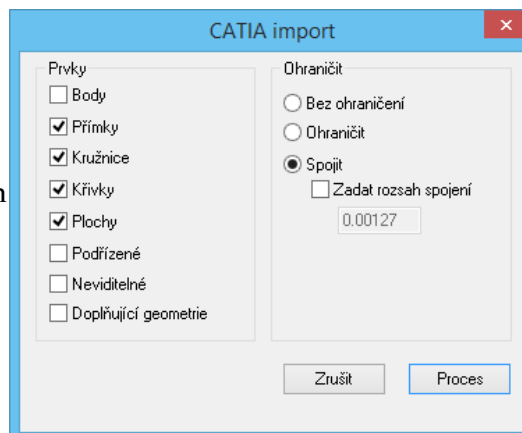 CATIA import
Prvky
Body
Přímky
Kružnice
Křivky
Plochy
Podřízené
Neviditelné
Doplňující geometrie
Ohraničit
Bez ohraničení
Ohraničit
Spojit
Zadat rozsah spojení
0.00127
Zrušit
Proces